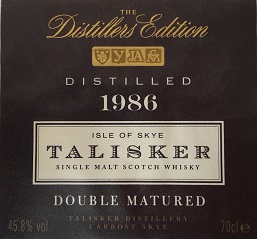 THE
Distillers Edition
DISTILLED
1986
ISLE OF SKYE
TALISKER
SINGLE MALT SCOTCH WHISKY
DOUBLE MATURED
TALISKER DISTILLERY
45.8% vol. CARBOST SKYE 70cl e